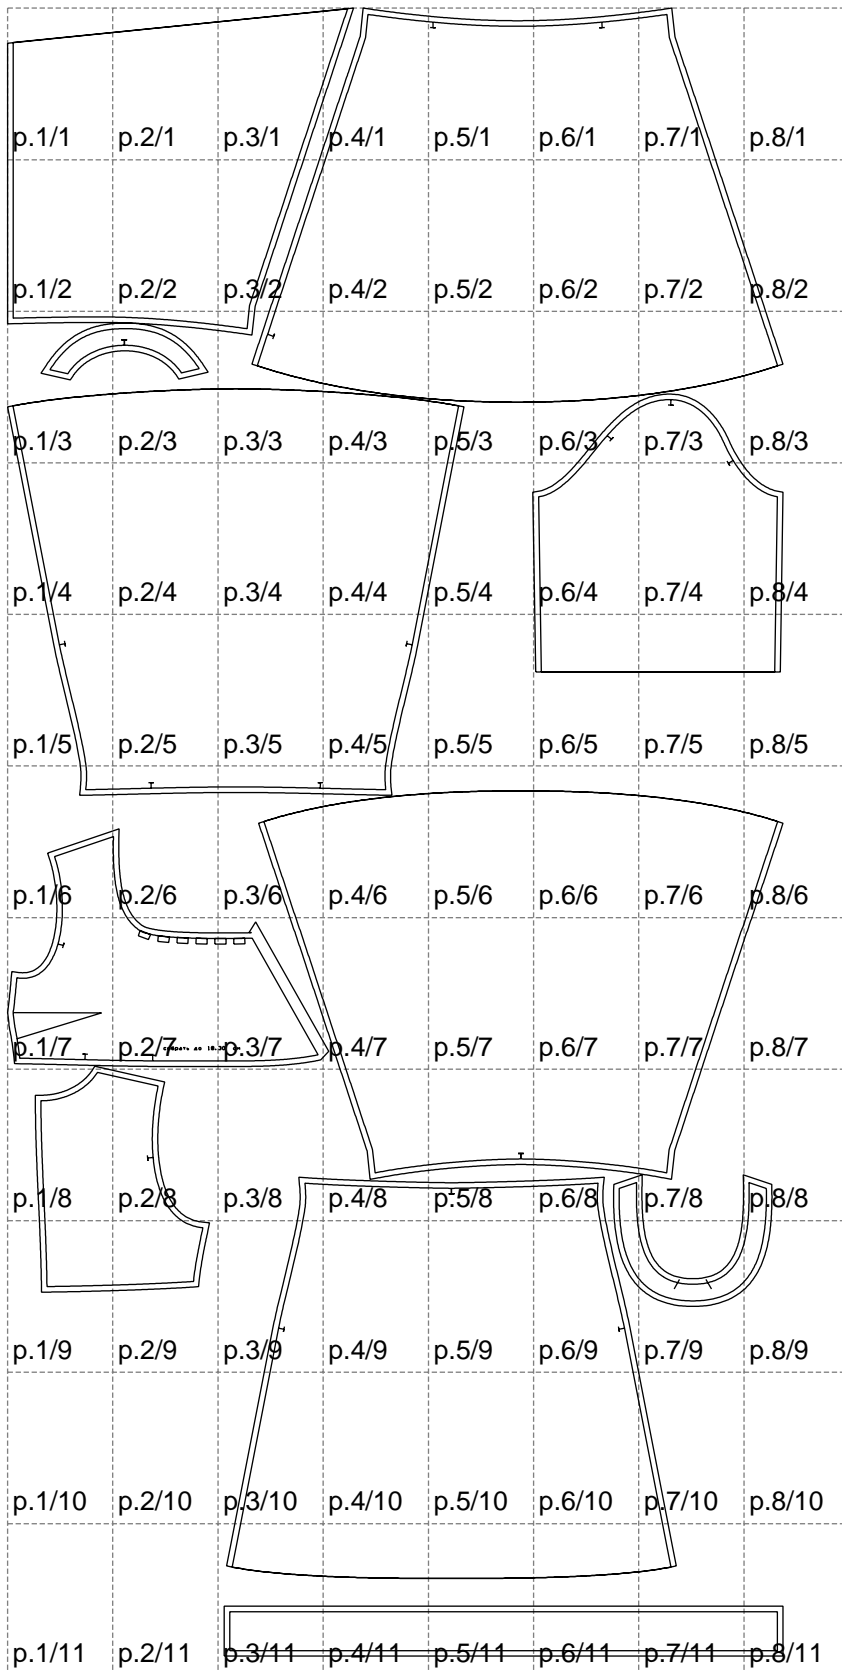 p.1/1 p.2/1 p.3/1 p.4/1 p.5/1 p.6/1 p.7/1 p.8/1
p.1/2 p.2/2 p.3/2 p.4/2 p.5/2 p.6/2 p.7/2 p.8/2
p.1/3 p.2/3 p.3/3 p.4/3 p.5/3 p.6/3 p.7/3 p.8/3
p.1/4 p.2/4 p.3/4 p.4/4 p.5/4 p.6/4 p.7/4 p.8/4
p.1/5 p.2/5 p.3/5 p.4/5 p.5/5 p.6/5 p.7/5 p.8/5
p.1/6 p.2/6 p.3/6 p.4/6 p.5/6 p.6/6 p.7/6 p.8/6
p.1/7 p.2/7 p.3/7 p.4/7 p.5/7 p.6/7 p.7/7 p.8/7
до
p.1/8 p.2/8 p.3/8 p.4/8 p.5/8 p.6/8 p.7/8 p.8/8
p.1/9 p.2/9 p.3/9 p.4/9 p.5/9 p.6/9 p.7/9 p.8/9
p.1/10 p.2/10 p.3/10 p.4/10 p.5/10 p.6/10 p.7/10 p.8/10
p.1/11 p.2/11 p.3/11 p.4/11 p.5/11 p.6/11 p.7/11 p.8/11